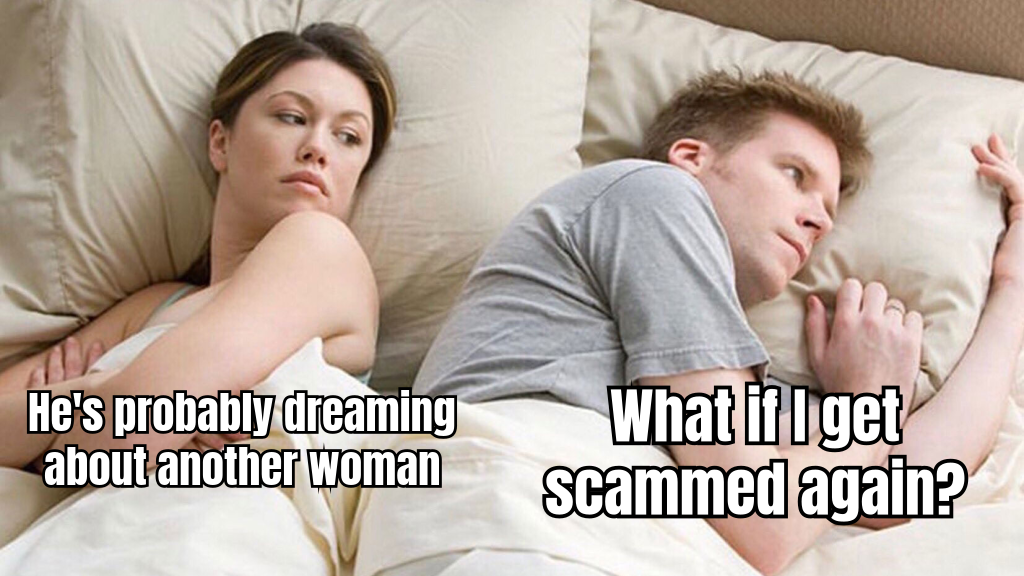 He's probably dreaming
about another woman
What if I get
scammed again?